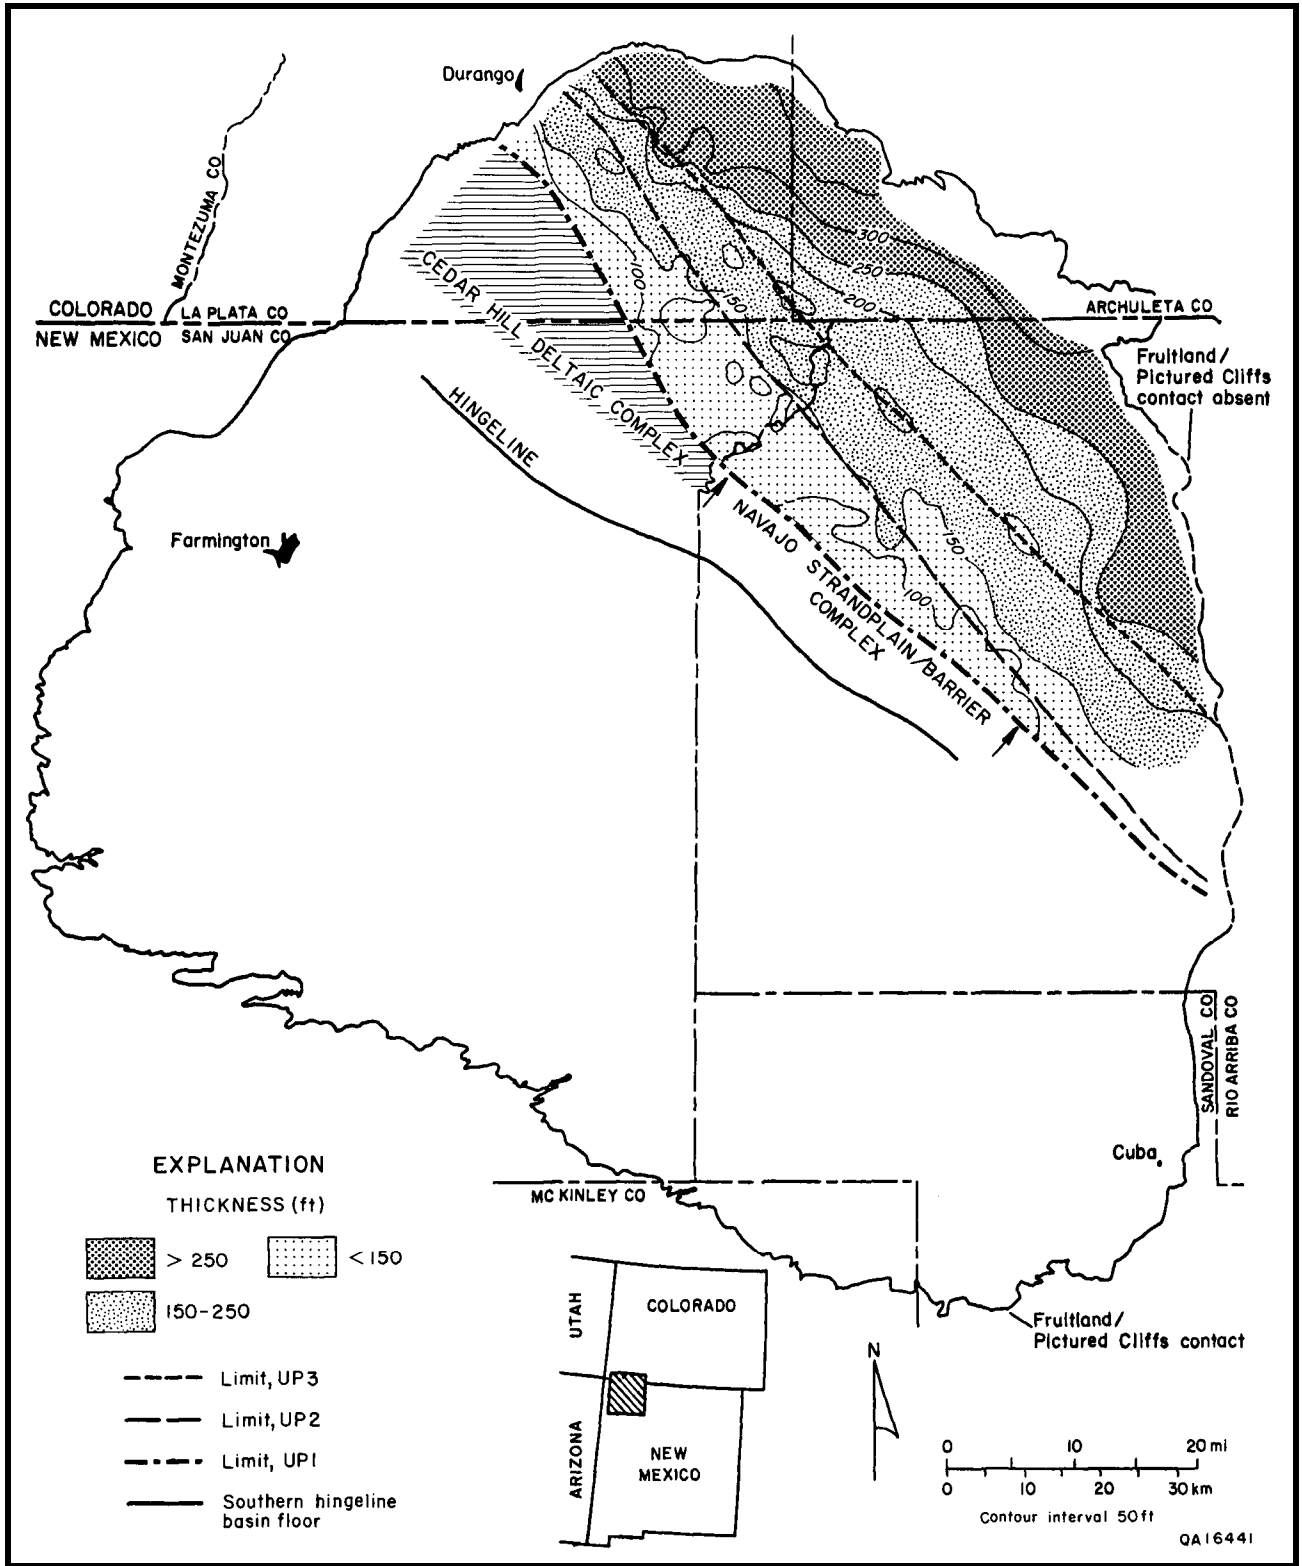 Durango
MONTEZUMA CO
COLORADO
LA PLATA CO
NEW MEXICO
SAN JUAN CO
ARCHULETA CO
Fruitland/
Pictured Cliffs
contact absent
CEDAR HILL DELTAIC COMPLEX
HINGELINE
NAVAJO STRANDPLAIN/BARRIER
COMPLEX
300
250
200
150
100
150
100
Farmington
SANDOVAL CO
RIO ARRIBA CO
Cuba
MC KINLEY CO
Fruitland/
Pictured Cliffs contact
EXPLANATION
THICKNESS (ft)
> 250
< 150
150-250
Limit, UP3
Limit, UP2
Limit, UP1
Southern hingeline
basin floor
UTAH
COLORADO
ARIZONA
NEW
MEXICO
N
0 10 20 mi
0 10 20 30 km
Contour interval 50 ft
QA16441